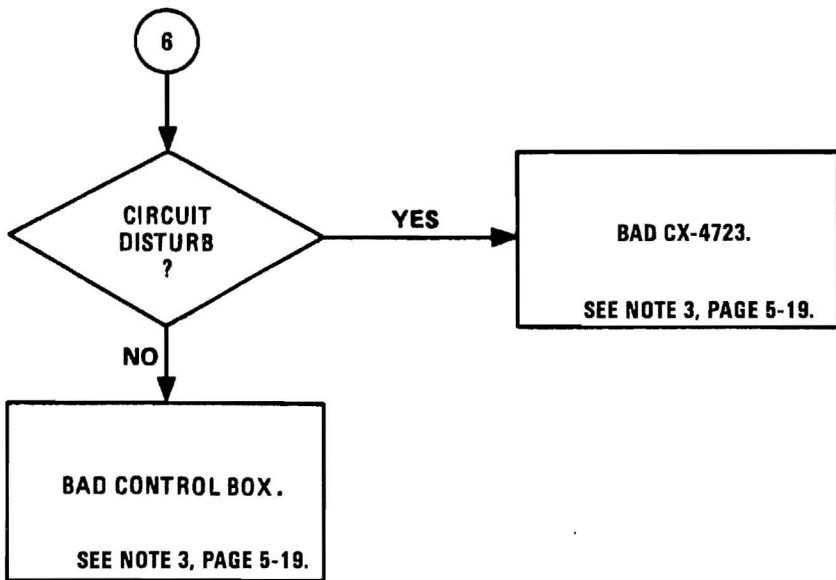 6
CIRCUIT
DISTURB
?
YES
BAD CX-4723.
SEE NOTE 3, PAGE 5-19.
NO
BAD CONTROL BOX.
SEE NOTE 3, PAGE 5-19.